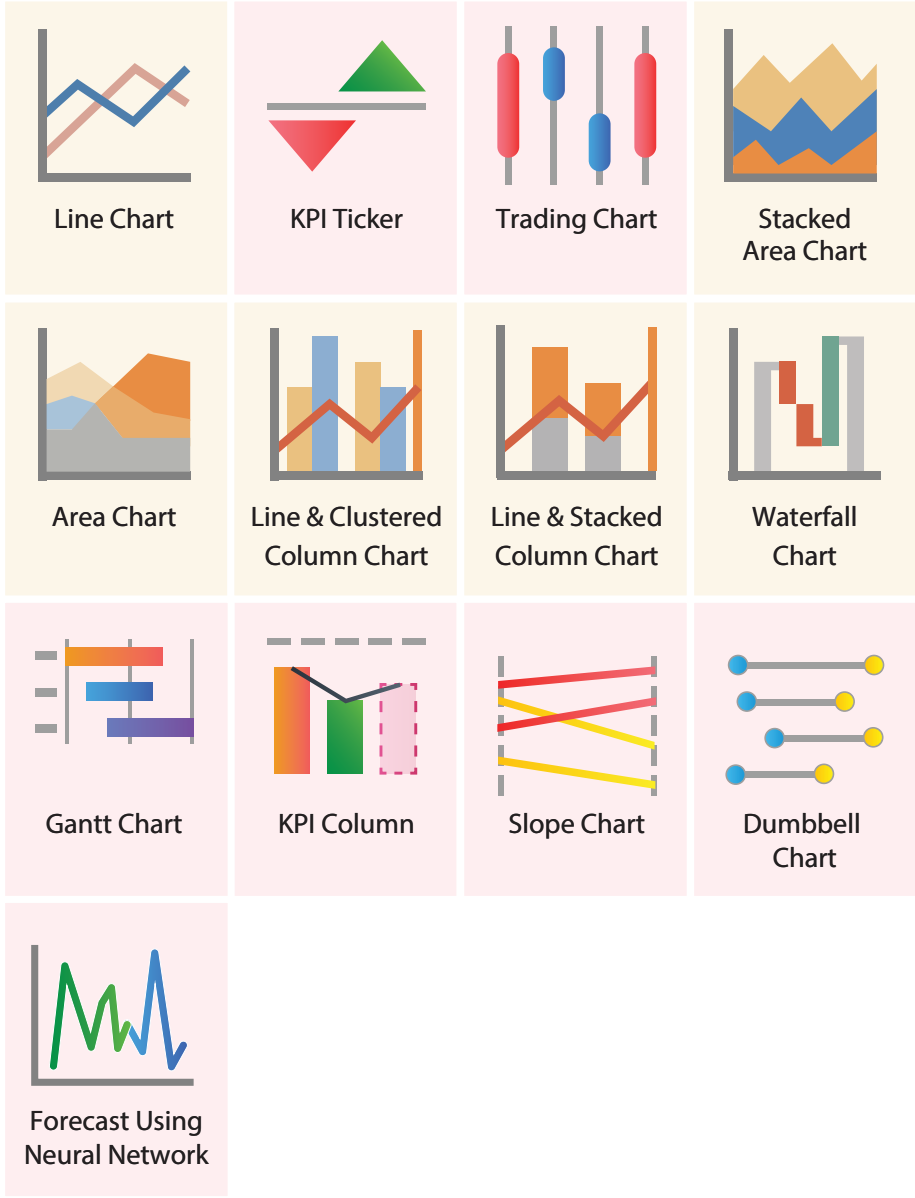 Line Chart
KPI Ticker
Trading Chart
Stacked
Area Chart
Area Chart
Line & Clustered
Column Chart
Line & Stacked
Column Chart
Waterfall
Chart
Gantt Chart
KPI Column
Slope Chart
Dumbbell
Chart
Forecast Using
Neural Network